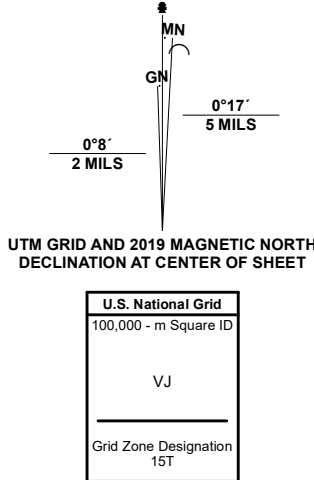 MN
GN
0°17´
5 MILS
0°8´
2 MILS
UTM GRID AND 2019 MAGNETIC NORTH
DECLINATION AT CENTER OF SHEET
U.S. National Grid
100,000 - m Square ID
VJ
Grid Zone Designation
15T